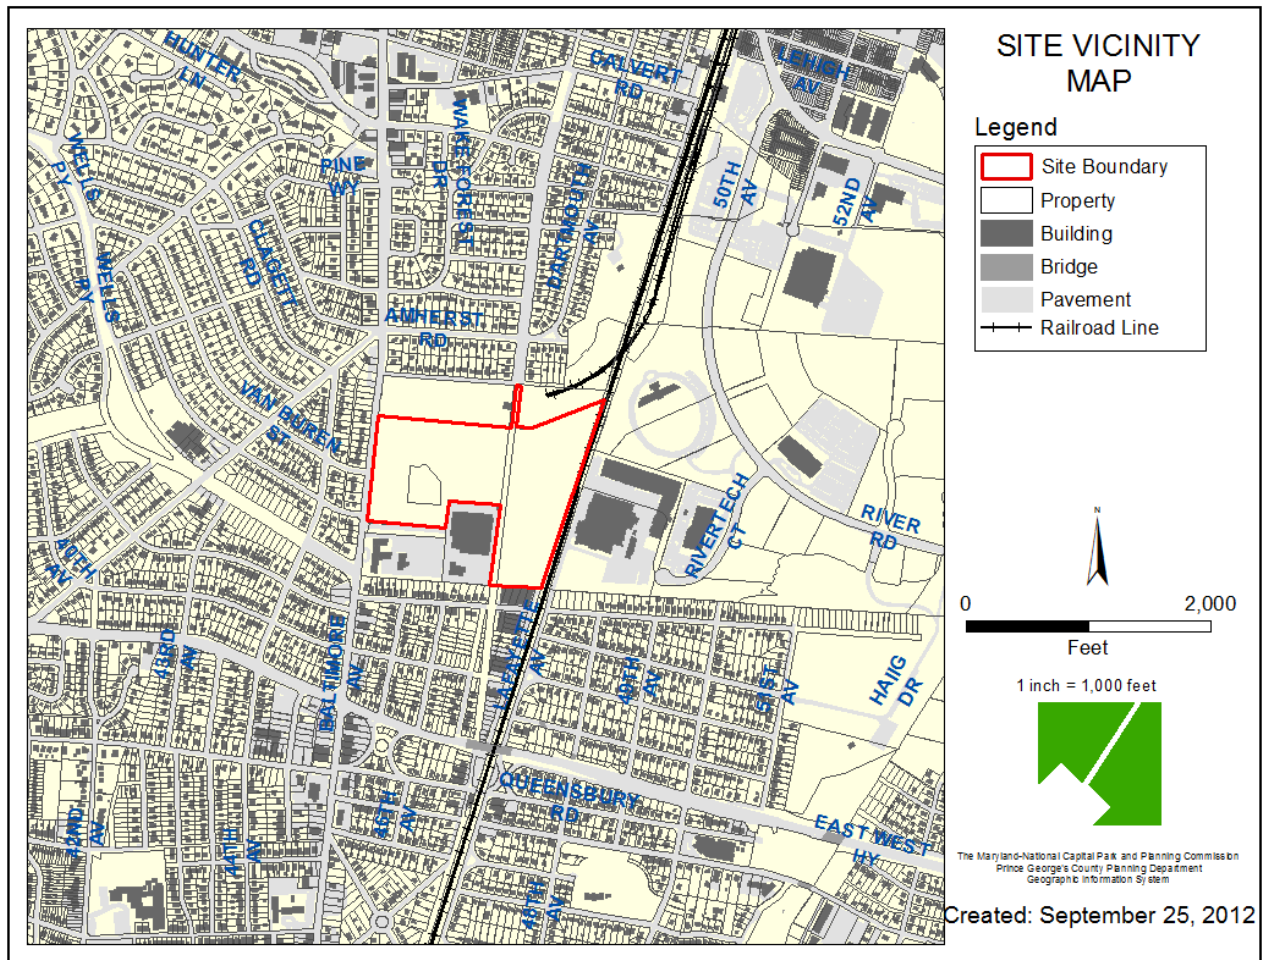 HUNTER
LN
CALVERT
RD
LEHIGH
AV
WELLS
PY
PINE
WY
WAKE FOREST
DR
DARTMOUTH
AV
50TH
AV
52ND
AV
CLAGETT
RD
WELLS
PY
AMHERST
RD
VAN BUREN
ST
40TH
AV
RIVERTECH
CT
RIVER
RD
43RD
AV
BALTIMORE
AV
LAFAYETTE
AV
49TH
AV
51ST
AV
HAIIG
DR
QUEENSBURY
RD
EAST WEST
HY
42ND
AV
44TH
AV
46TH
AV
48TH
AV
SITE VICINITY
MAP
Legend
Site Boundary
Property
Building
Bridge
Pavement
Railroad Line
N
0 2,000
Feet
1 inch = 1,000 feet
The Maryland-National Capital Park and Planning Commission
Prince George's County Planning Department
Geographic Information System
Created: September 25, 2012